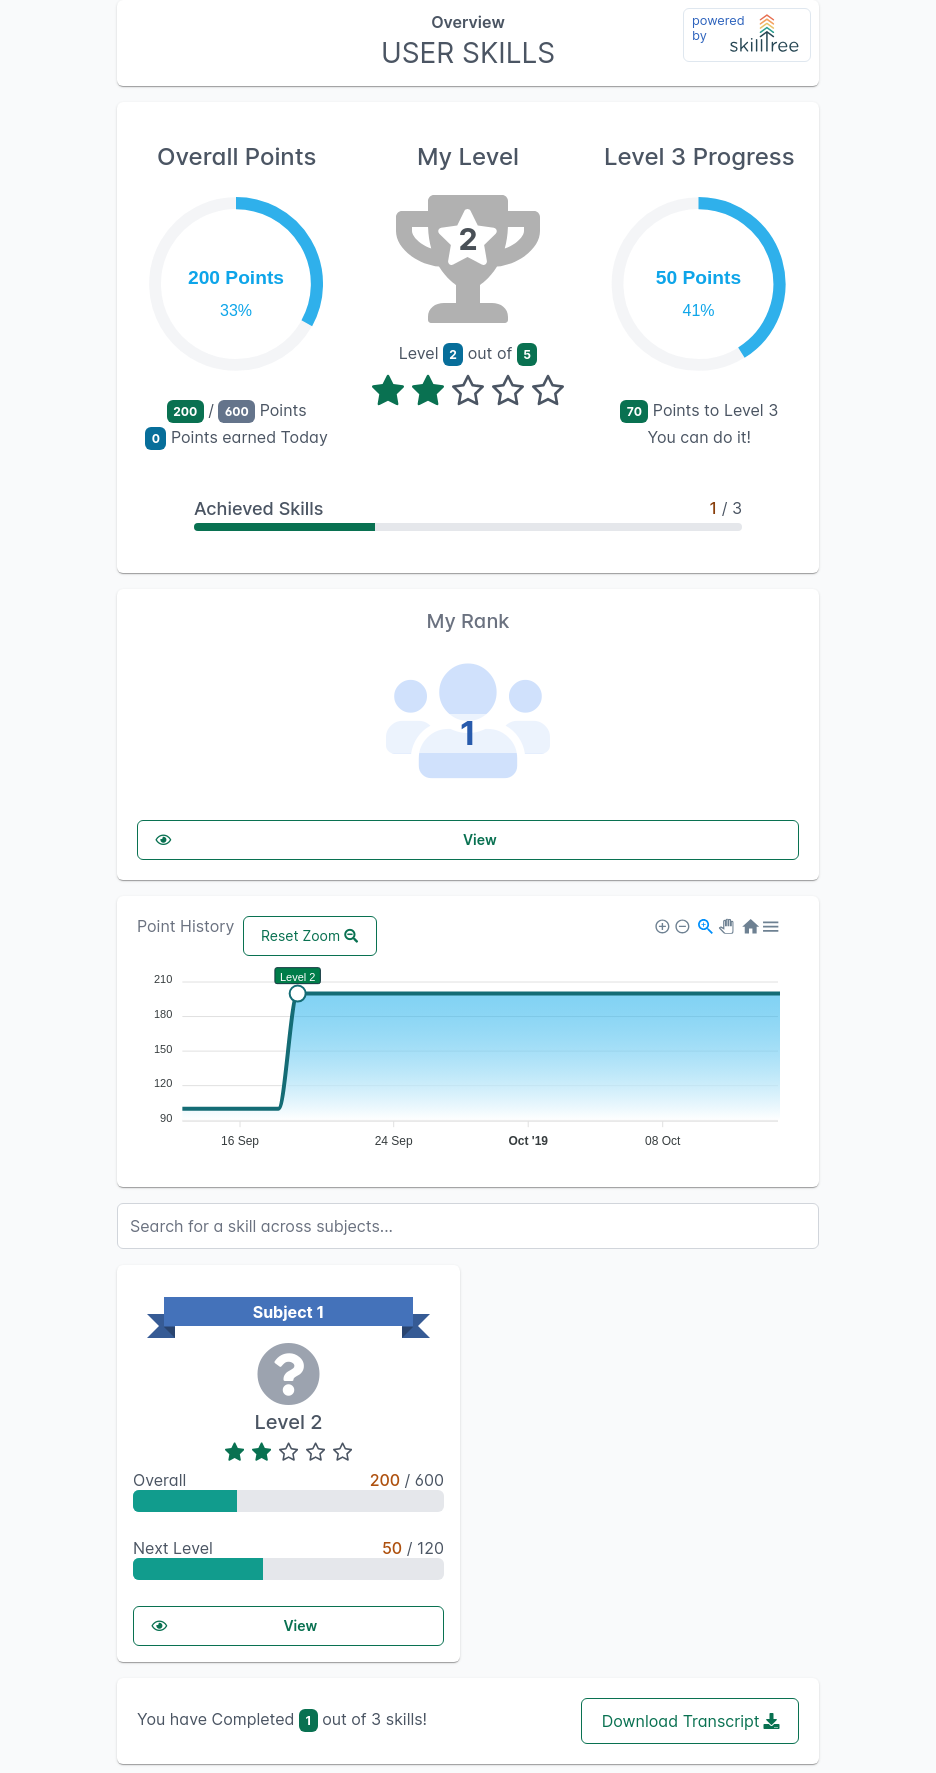 Overview
USER SKILLS
powered
by
skilltree
Overall Points
My Level
Level 3 Progress
200 Points
33%
2
50 Points
41%
Level 2 out of 5
200 / 600 Points
0 Points earned Today
70 Points to Level 3
You can do it!
Achieved Skills
1 / 3
My Rank
1
View
Point History
Reset Zoom
Level 2
210
180
150
120
90
16 Sep
24 Sep
Oct '19
08 Oct
Search for a skill across subjects...
Subject 1
Level 2
Overall
200 / 600
Next Level
50 / 120
View
You have Completed 1 out of 3 skills!
Download Transcript